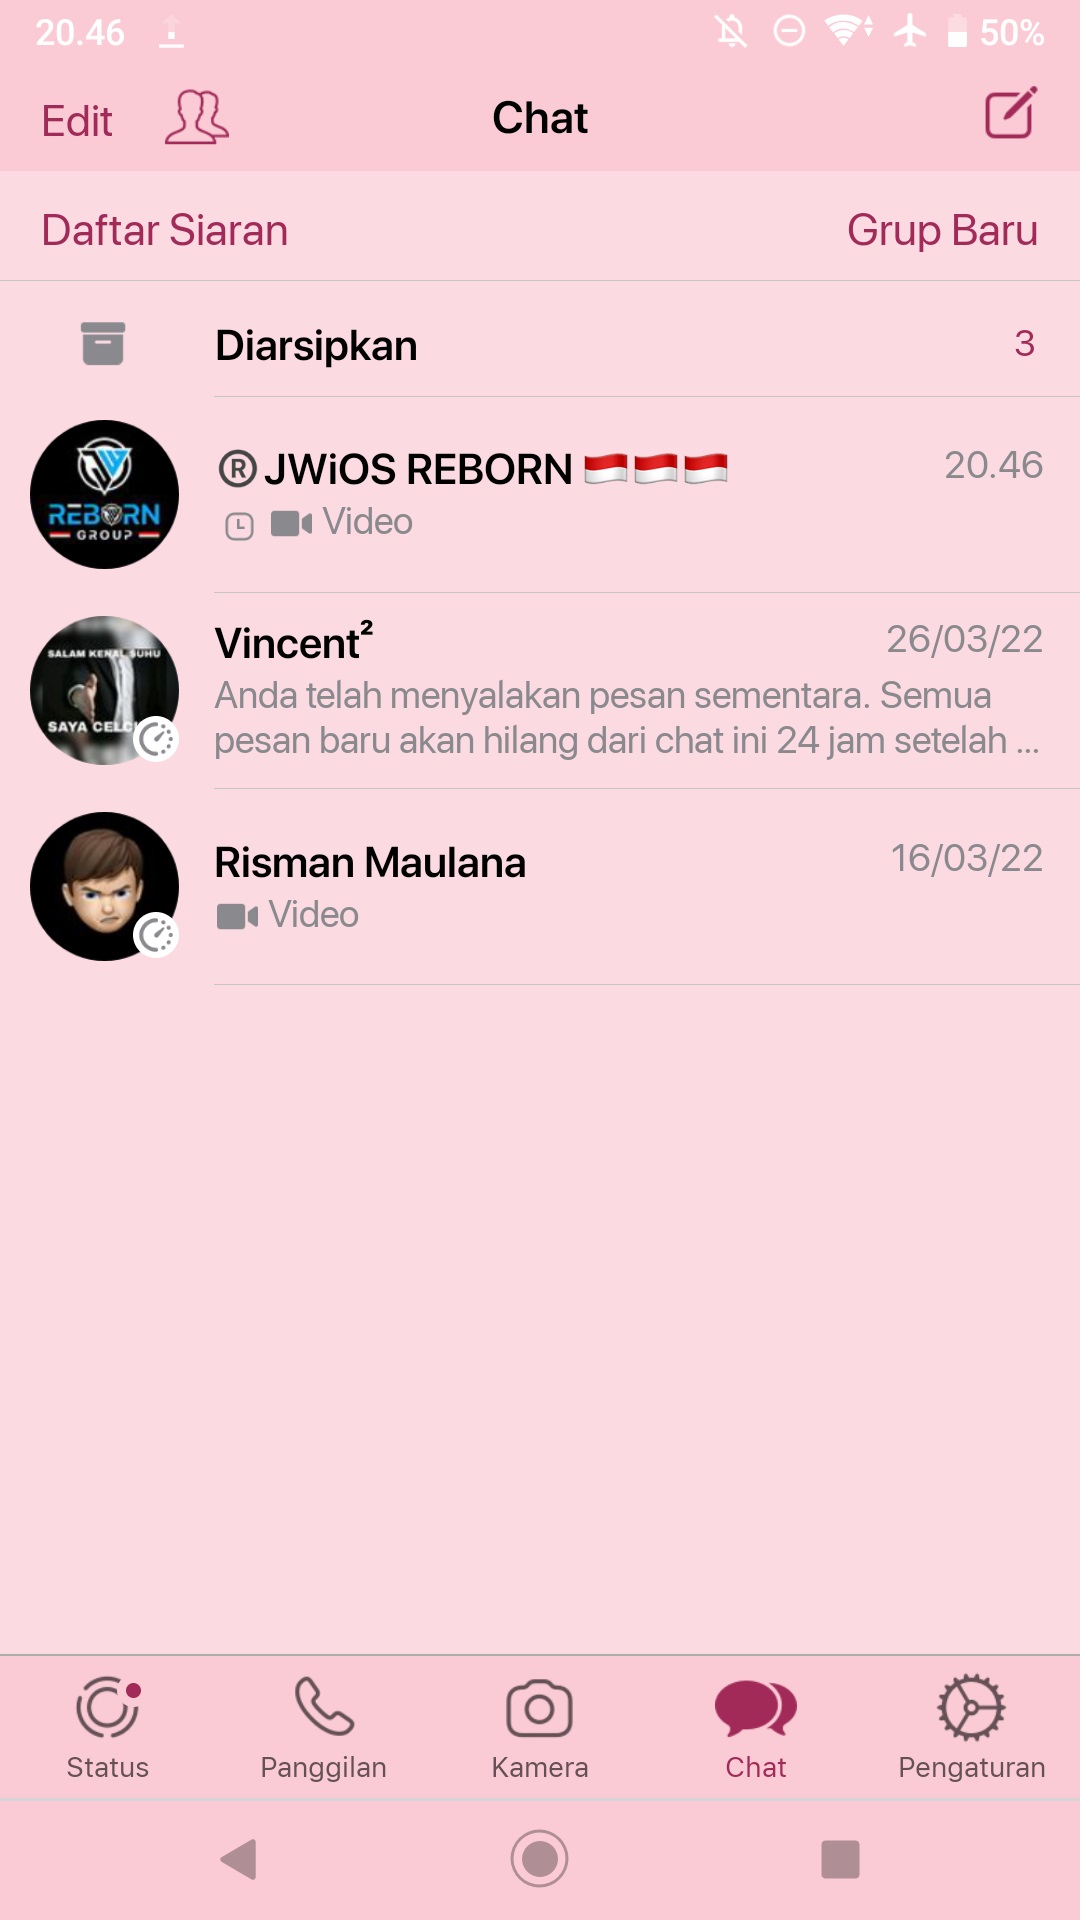 20.46 50%
Edit Chat
Daftar Siaran Grup Baru
Diarsipkan 3
®JWiOS REBORN 🇮🇩🇮🇩🇮🇩 20.46
Video
REBORN
GROUP
Vincent² 26/03/22
Anda telah menyalakan pesan sementara. Semua
pesan baru akan hilang dari chat ini 24 jam setelah ...
SALAM KENAL SUHU
SAYA
Risman Maulana 16/03/22
Video
Status Panggilan Kamera Chat Pengaturan